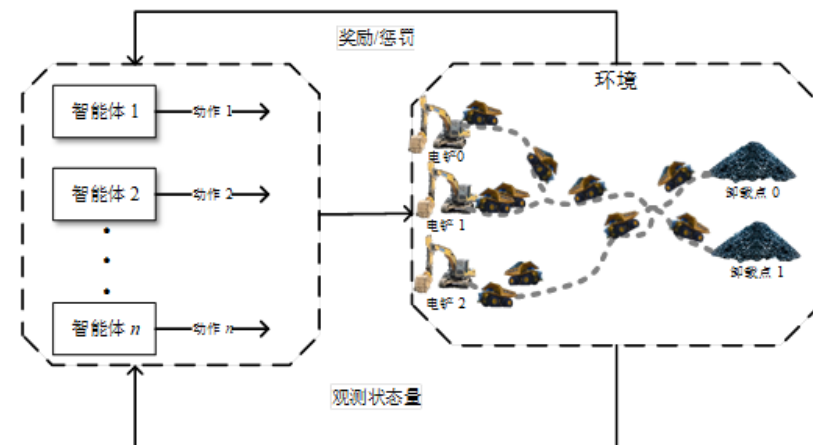 奖励/惩罚
环境
智能体 1
动作 1
智能体 2
动作 2
智能体 n
动作 n
电铲0
电铲 1
电铲 2
卸载点 0
卸载点 1
观测状态量